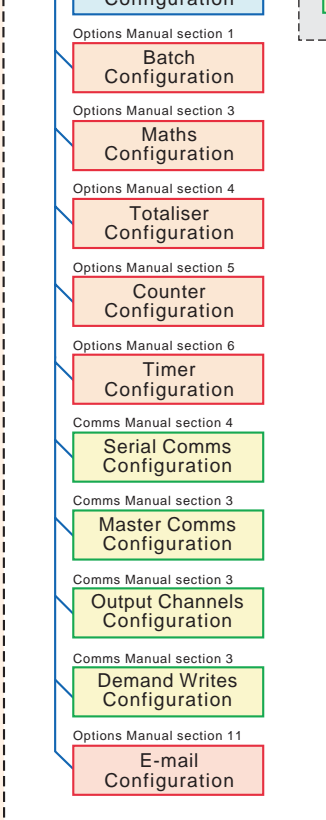 Configuration
Options Manual section 1
Batch
Configuration
Options Manual section 3
Maths
Configuration
Options Manual section 4
Totaliser
Configuration
Options Manual section 5
Counter
Configuration
Options Manual section 6
Timer
Configuration
Comms Manual section 4
Serial Comms
Configuration
Comms Manual section 3
Master Comms
Configuration
Comms Manual section 3
Output Channels
Configuration
Comms Manual section 3
Demand Writes
Configuration
Options Manual section 11
E-mail
Configuration